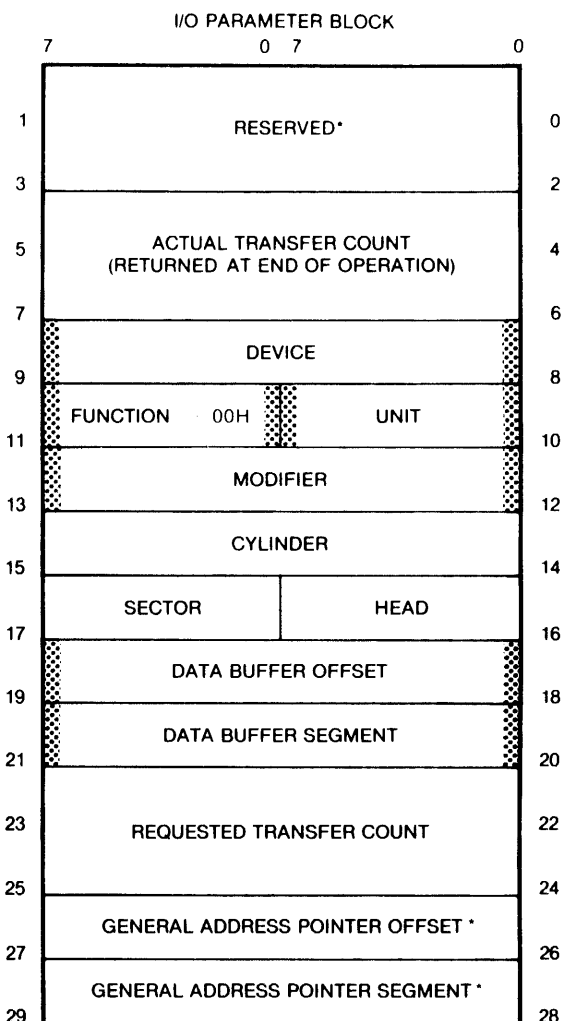 I/O PARAMETER BLOCK
7 0 7 0
1 RESERVED* 0
3 2
5 ACTUAL TRANSFER COUNT 4
(RETURNED AT END OF OPERATION)
7 6
DEVICE
9 8
FUNCTION 00H UNIT
11 10
MODIFIER
13 12
CYLINDER
15 14
SECTOR HEAD
17 16
DATA BUFFER OFFSET
19 18
DATA BUFFER SEGMENT
21 20
23 REQUESTED TRANSFER COUNT 22
25 24
GENERAL ADDRESS POINTER OFFSET *
27 26
GENERAL ADDRESS POINTER SEGMENT *
29 28